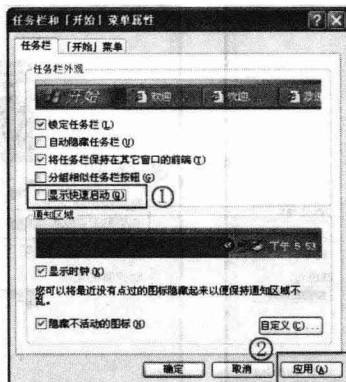 任务栏和「开始」菜单属性
任务栏 「开始」菜单
任务栏外观
开始 欢迎... 欢迎...
锁定任务栏(L)
自动隐藏任务栏(U)
将任务栏保持在其它窗口的前端(T)
分组相似任务栏按钮(G)
显示快速启动(Q) ①
通知区域
下午 5:53
显示时钟(K)
您可以将最近没有点过的图标隐藏起来以便保持通知区域不
乱。
隐藏不活动的图标(H) 自定义(C)...
②
确定 取消 应用(A)